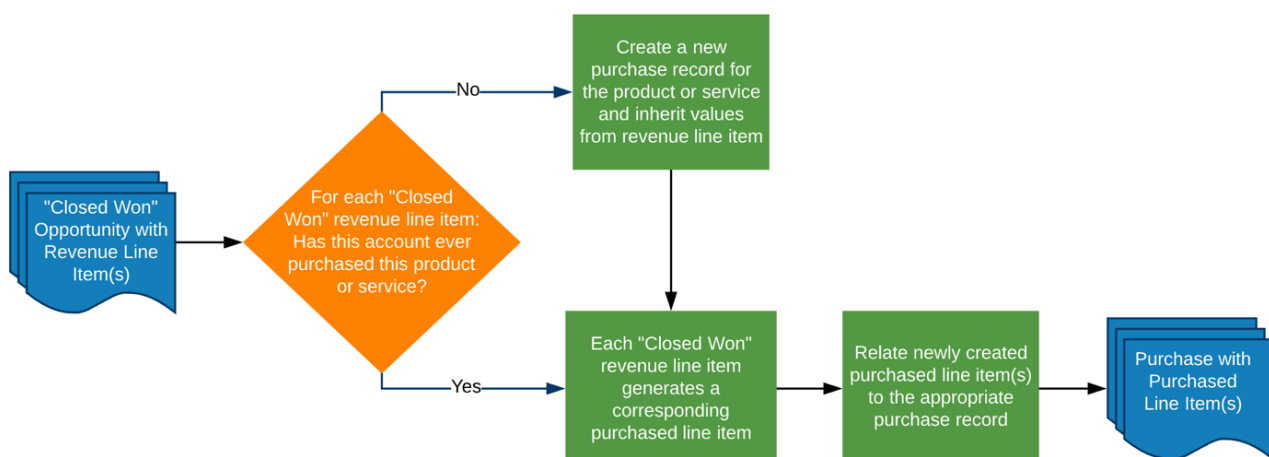 "Closed Won"
Opportunity with
Revenue Line
Item(s)
For each "Closed
Won" revenue line item:
Has this account ever
purchased this product
or service?
No
Create a new
purchase record for
the product or service
and inherit values
from revenue line item
Yes
Each "Closed Won"
revenue line item
generates a
corresponding
purchased line item
Relate newly created
purchased line item(s)
to the appropriate
purchase record
Purchase with
Purchased
Line Item(s)